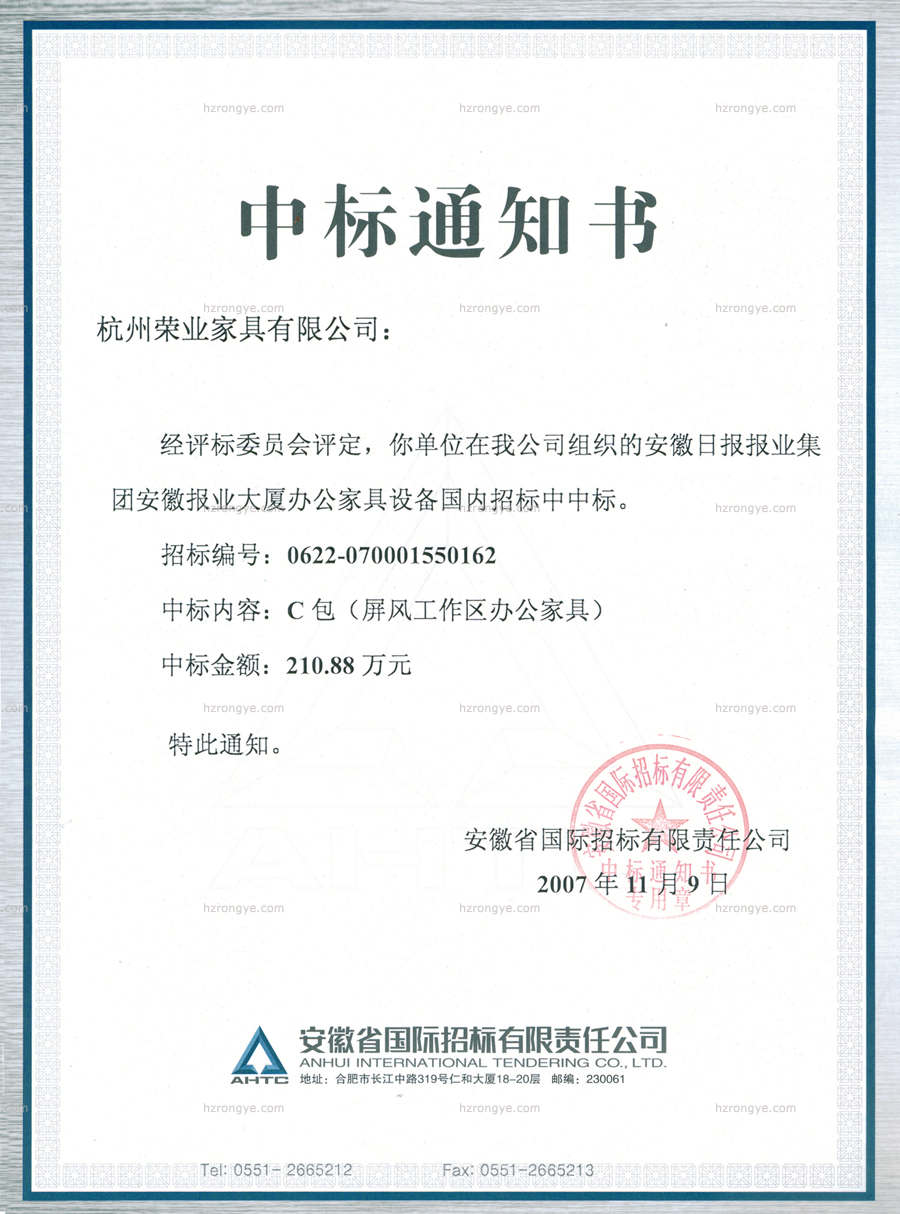 中标通知书
杭州荣业家具有限公司：
经评标委员会评定，你单位在我公司组织的安徽日报报业集
团安徽报业大厦办公家具设备国内招标中中标。
招标编号：0622-070001550162
中标内容：C 包（屏风工作区办公家具）
中标金额：210.88 万元
特此通知。
安徽省国际招标有限责任公司
中标通知书
专用章
安徽省国际招标有限责任公司
2007 年 11 月 9 日
AHTC
安徽省国际招标有限责任公司
ANHUI INTERNATIONAL TENDERING CO., LTD.
地址：合肥市长江中路319号仁和大厦18-20层 邮编：230061
Tel: 0551- 2665212 Fax: 0551-2665213
hzrongye.com